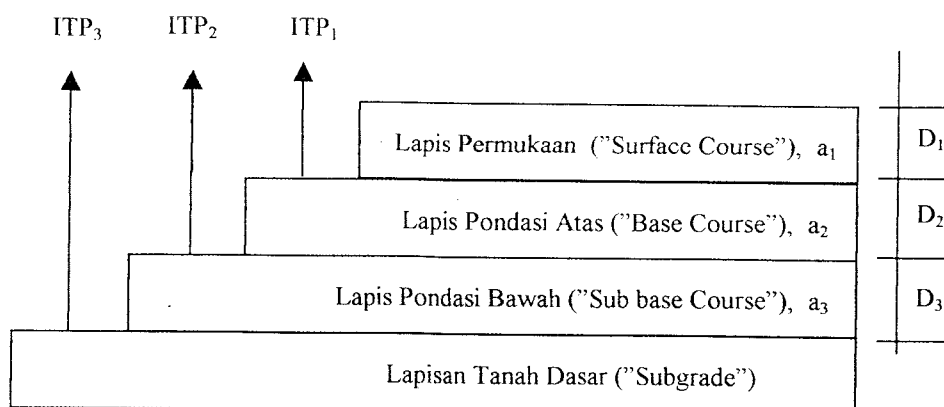 ITP₃ ITP₂ ITP₁
Lapis Permukaan ("Surface Course"), a₁ D₁
Lapis Pondasi Atas ("Base Course"), a₂ D₂
Lapis Pondasi Bawah ("Sub base Course"), a₃ D₃
Lapisan Tanah Dasar ("Subgrade")